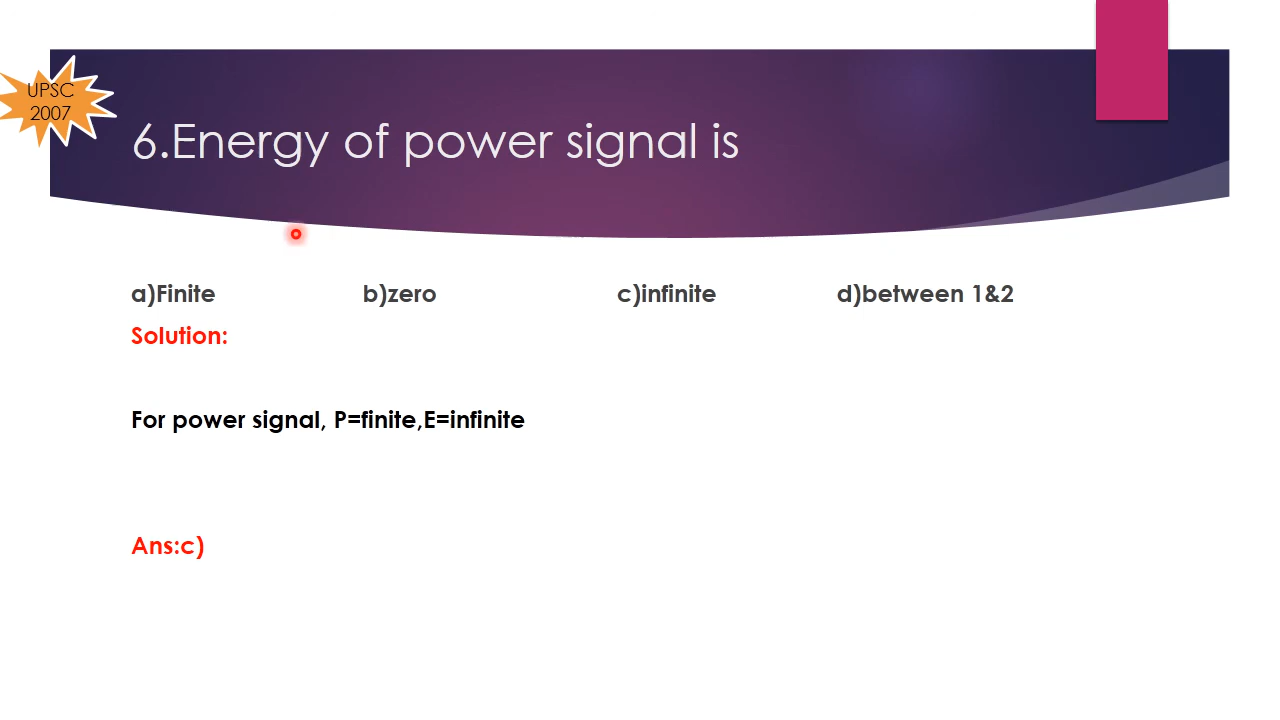 UPSC
2007
6.Energy of power signal is
a)Finite b)zero c)infinite d)between 1&2
Solution:
For power signal, P=finite,E=infinite
Ans:c)